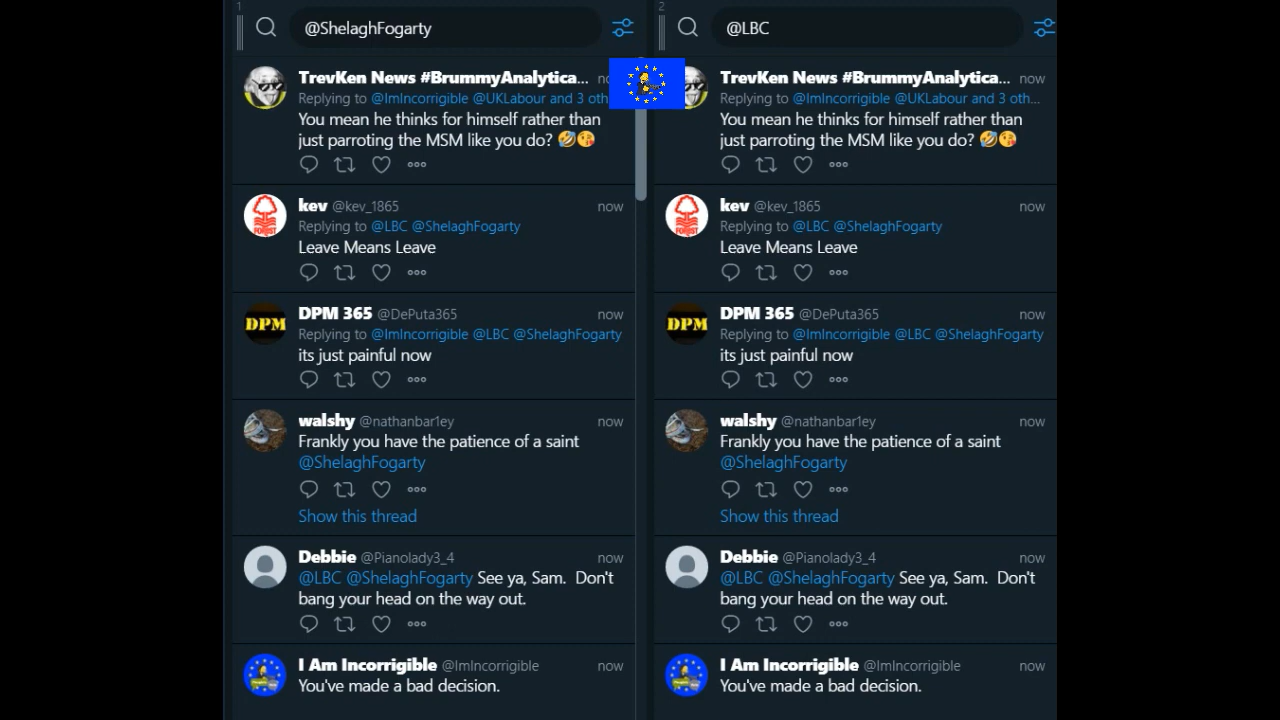 1
@ShelaghFogarty
TrevKen News #BrummyAnalytica...
Replying to @ImIncorrigible @UKLabour and 3 oth
You mean he thinks for himself rather than
just parroting the MSM like you do? 🤣😘
kev @kev_1865 now
Replying to @LBC @ShelaghFogarty
Leave Means Leave
DPM
DPM 365 @DePuta365 now
Replying to @ImIncorrigible @LBC @ShelaghFogarty
its just painful now
walshy @nathanbar1ey now
Frankly you have the patience of a saint
@ShelaghFogarty
Show this thread
Debbie @Pianolady3_4 now
@LBC @ShelaghFogarty See ya, Sam. Don't
bang your head on the way out.
I Am Incorrigible @ImIncorrigible now
You've made a bad decision.
2
@LBC
TrevKen News #BrummyAnalytica... now
Replying to @ImIncorrigible @UKLabour and 3 oth...
You mean he thinks for himself rather than
just parroting the MSM like you do? 🤣😘
kev @kev_1865 now
Replying to @LBC @ShelaghFogarty
Leave Means Leave
DPM
DPM 365 @DePuta365 now
Replying to @ImIncorrigible @LBC @ShelaghFogarty
its just painful now
walshy @nathanbar1ey now
Frankly you have the patience of a saint
@ShelaghFogarty
Show this thread
Debbie @Pianolady3_4 now
@LBC @ShelaghFogarty See ya, Sam. Don't
bang your head on the way out.
I Am Incorrigible @ImIncorrigible now
You've made a bad decision.